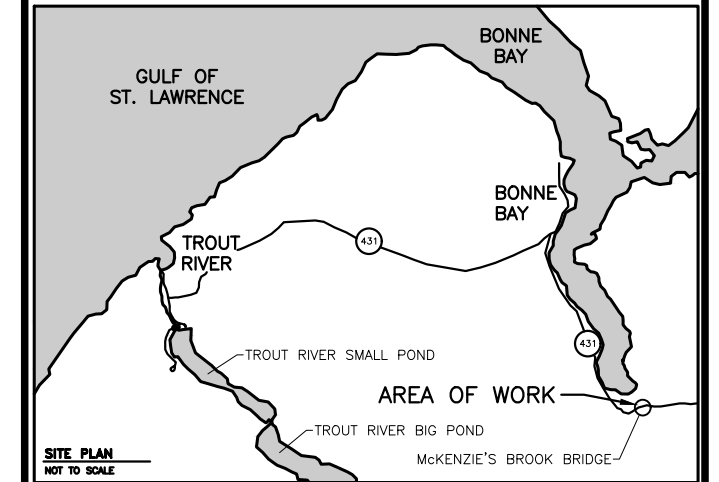 BONNE
BAY
GULF OF
ST. LAWRENCE
BONNE
BAY
TROUT
RIVER
431
431
TROUT RIVER SMALL POND
AREA OF WORK
TROUT RIVER BIG POND
McKENZIE'S BROOK BRIDGE
SITE PLAN
NOT TO SCALE